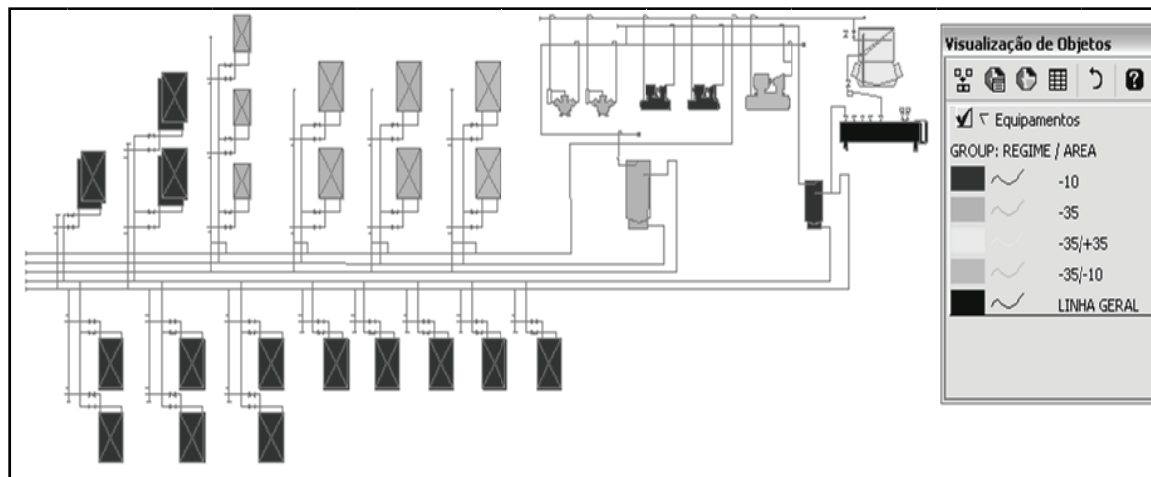 Visualização de Objetos
Equipamentos
GROUP: REGIME / AREA
-10
-35
-35/+35
-35/-10
LINHA GERAL